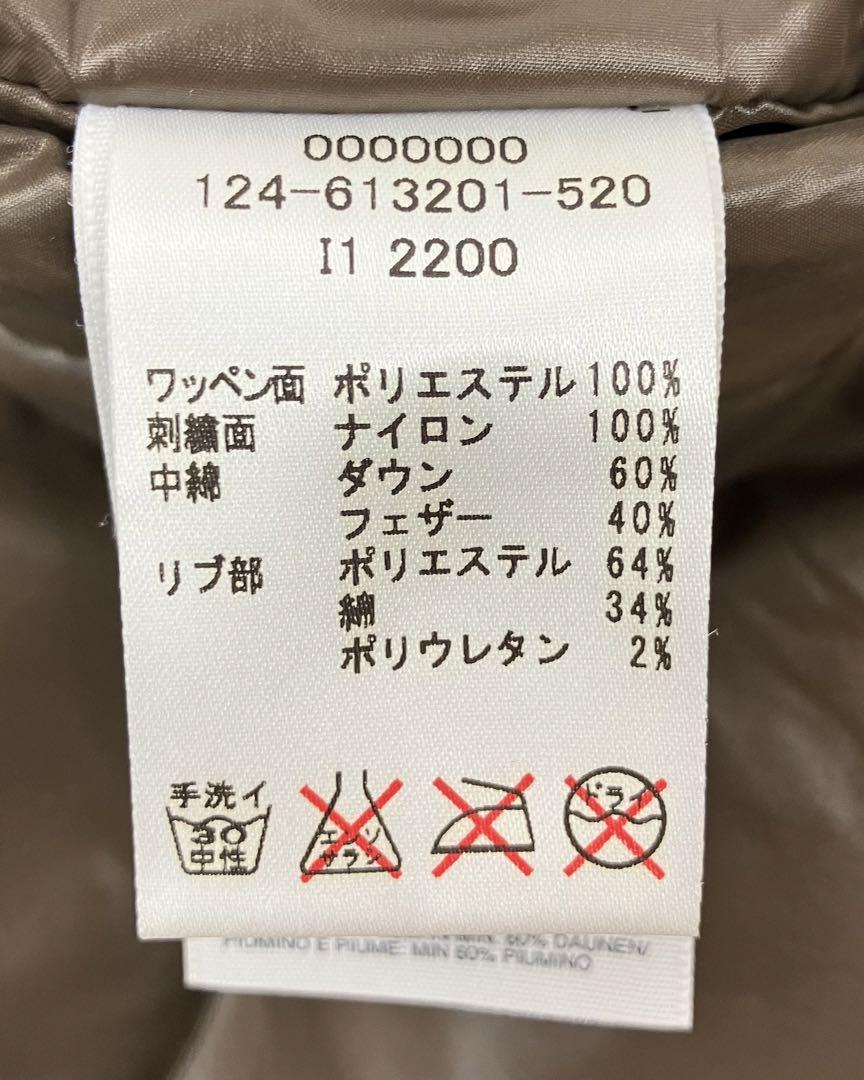 0000000
124-613201-520
I1 2200
ワッペン面 ポリエステル 100%
刺繍面 ナイロン 100%
中綿 ダウン 60%
フェザー 40%
リブ部 ポリエステル 64%
綿 34%
ポリウレタン 2%
手洗イ
30
中性
エンソ
サラシ
ドライ
MIN. 60% DAUNEN/
PIUMINO E PIUME: MIN 60% PIUMINO